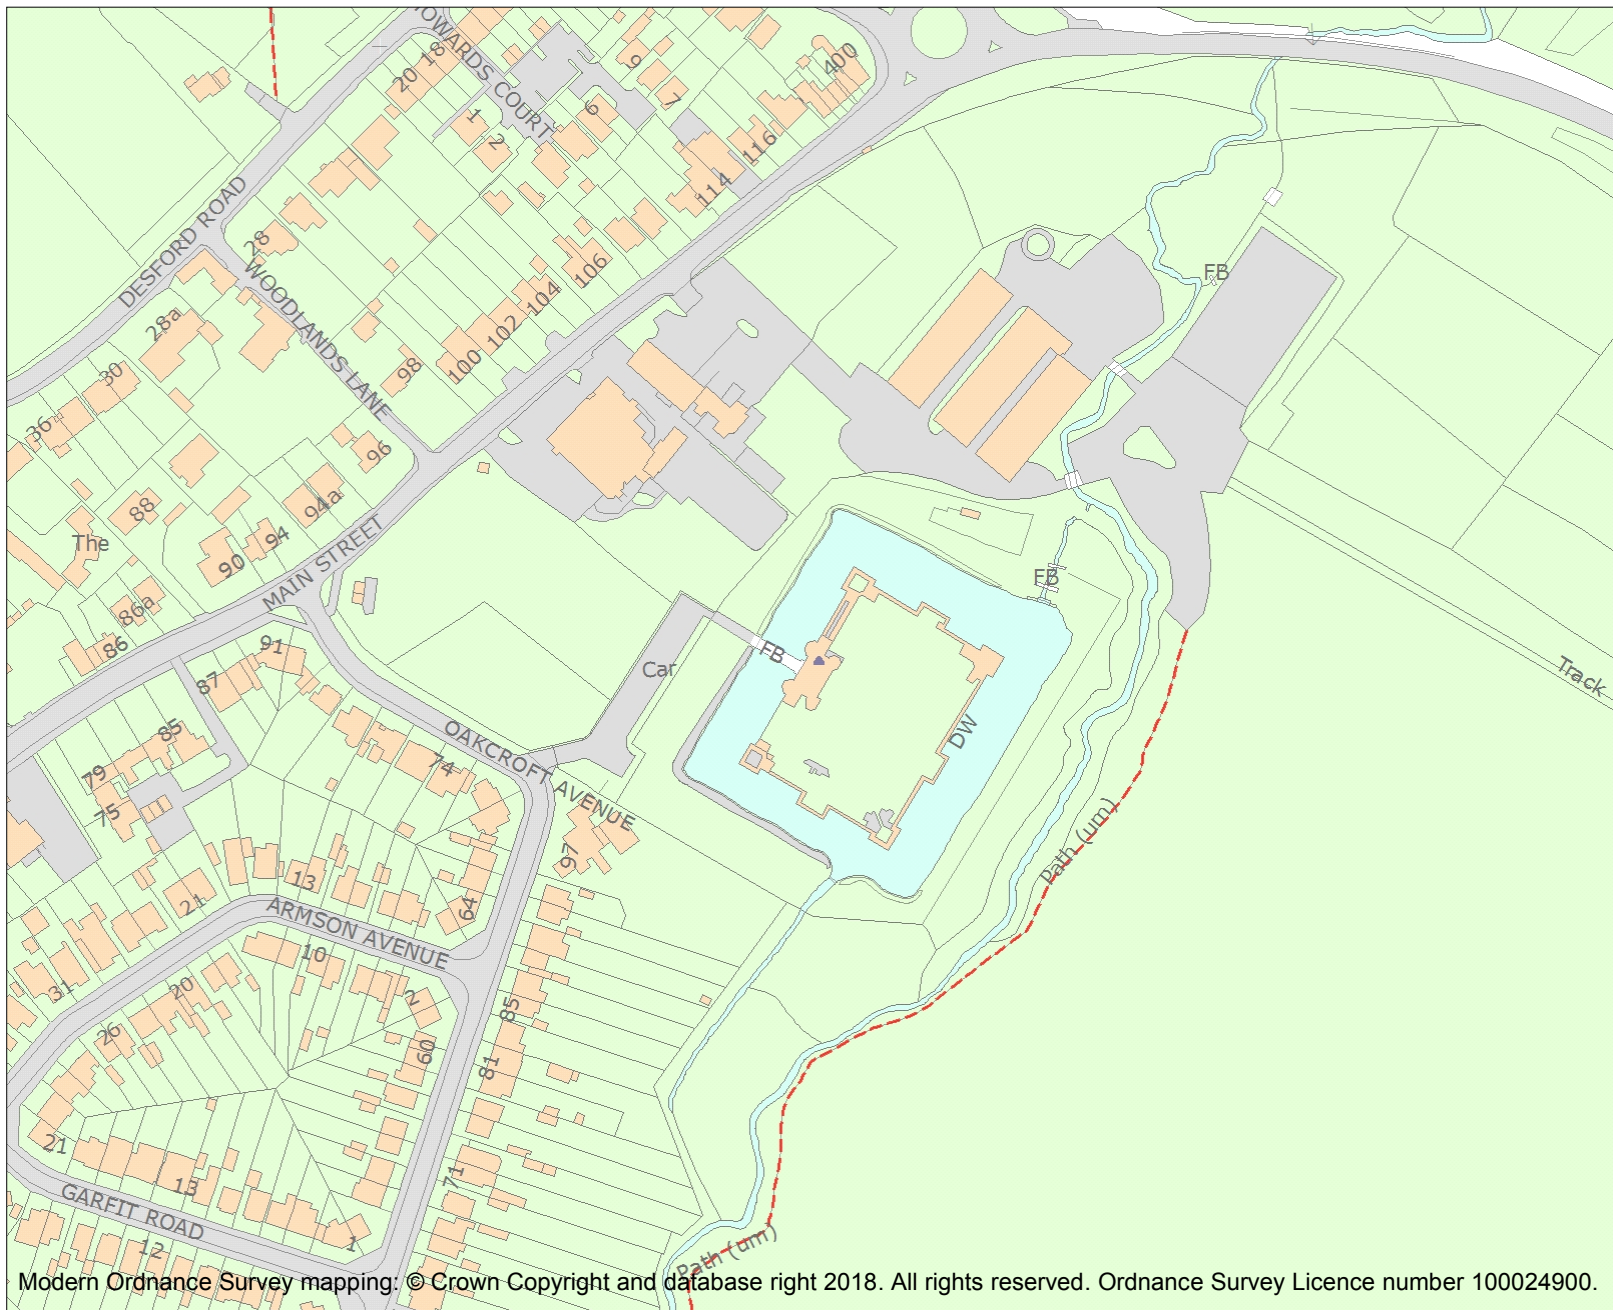 HOWARDS COURT
400
9
18
20
7
6
1
2
116
114
DESFORD ROAD
28
106
FB
WOODLANDS LANE
104
28a
102
100
98
30
36
96
94a
88
94
The
90
MAIN STREET
FB
86a
86
91
FB
Car
Track
87
85
OAKCROFT AVENUE
DW
74
79
75
97
Path (um)
13
21
64
ARMSON AVENUE
10
31
20
2
85
26
60
81
21
71
13
GARFIT ROAD
12
1
Path (um)
Modern Ordnance Survey mapping: © Crown Copyright and database right 2018. All rights reserved. Ordnance Survey Licence number 100024900.